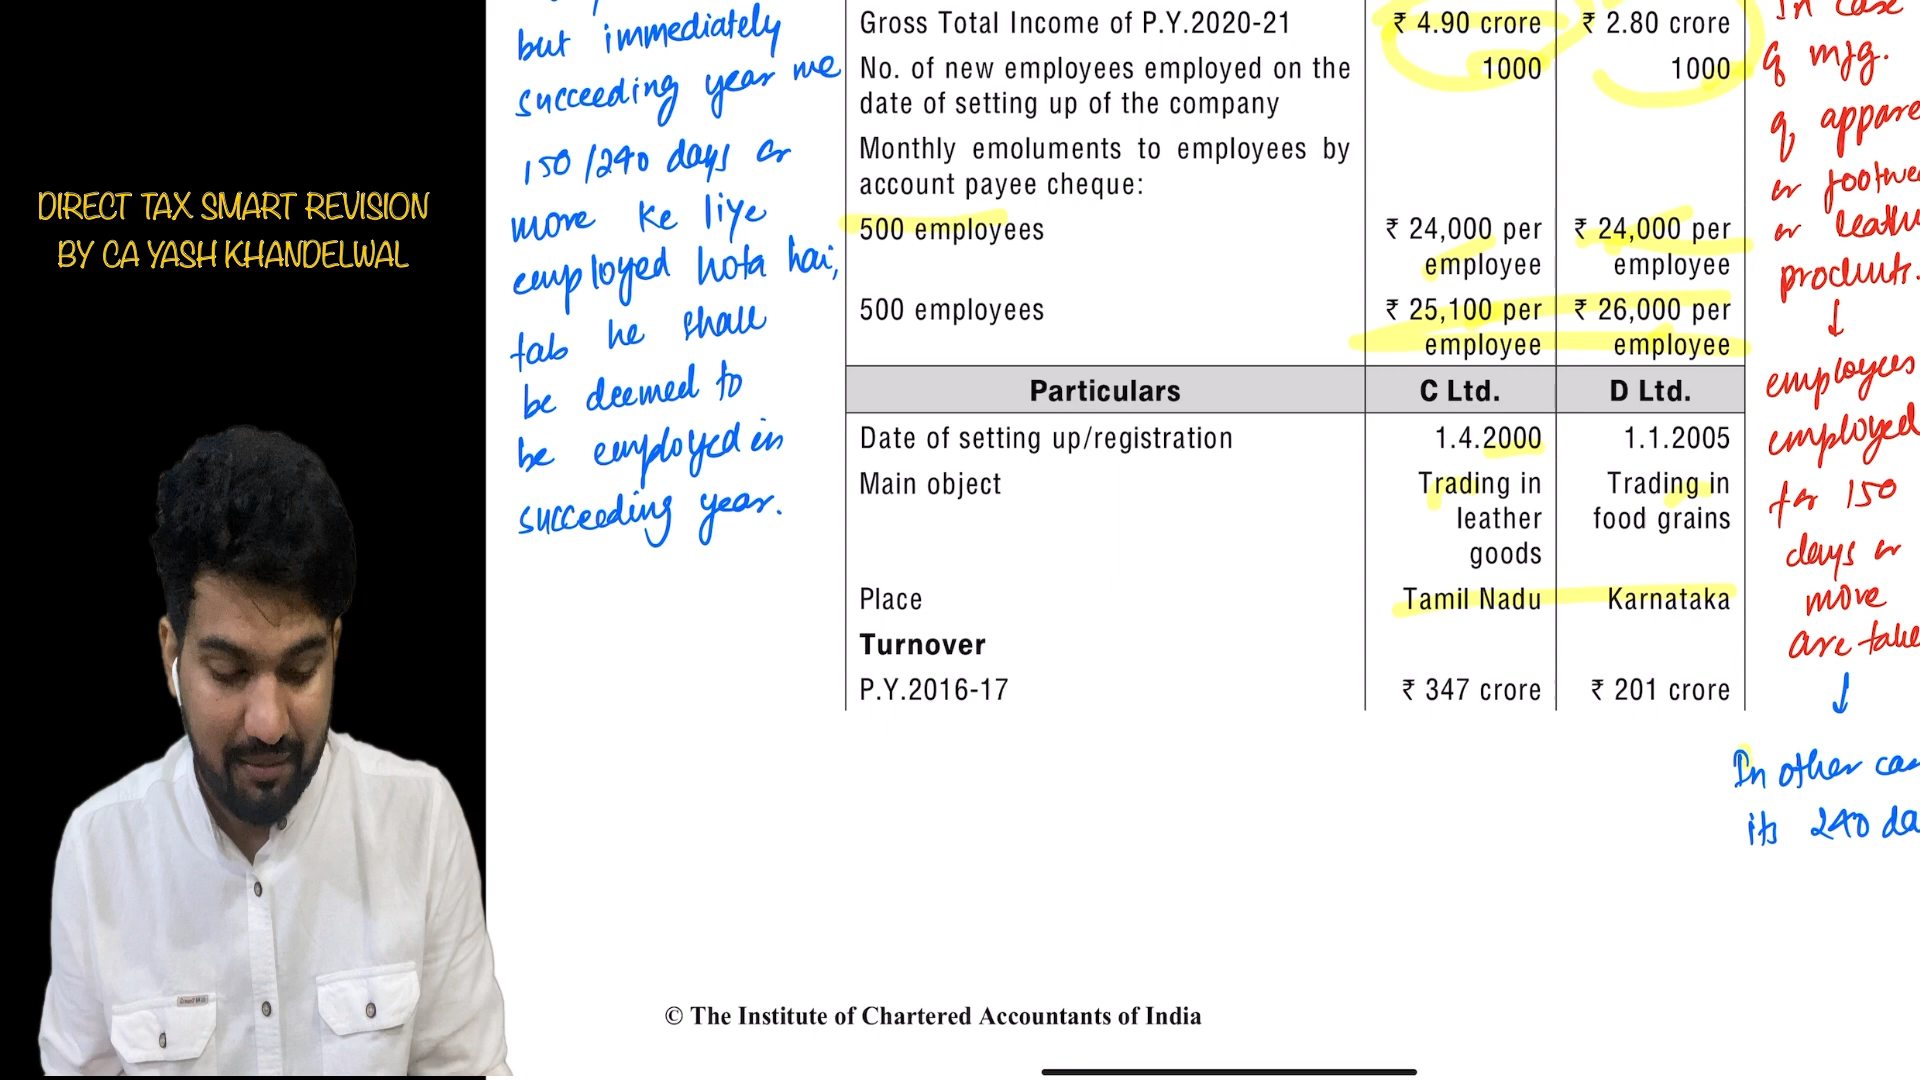 DIRECT TAX SMART REVISION
BY CA YASH KHANDELWAL
but immediately
succeeding year me
150/240 days or
more ke liye
employed hota hai,
tab he shall
be deemed to
be employed in
succeeding year.
Gross Total Income of P.Y.2020-21 ₹ 4.90 crore ₹ 2.80 crore
No. of new employees employed on the 1000 1000
date of setting up of the company
Monthly emoluments to employees by
account payee cheque:
500 employees ₹ 24,000 per ₹ 24,000 per
employee employee
500 employees ₹ 25,100 per ₹ 26,000 per
employee employee
Particulars C Ltd. D Ltd.
Date of setting up/registration 1.4.2000 1.1.2005
Main object Trading in Trading in
leather food grains
goods
Place Tamil Nadu Karnataka
Turnover
P.Y.2016-17 ₹ 347 crore ₹ 201 crore
In case
of mfg.
of
or
or
products.
employees
employed
for 150
days or
more
are
In other
its 240
© The Institute of Chartered Accountants of India